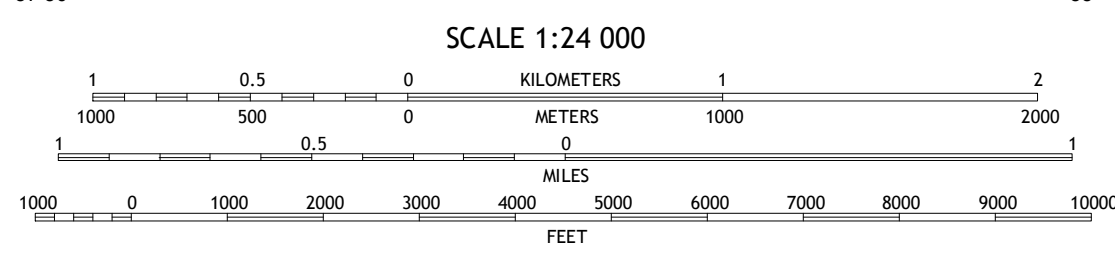 SCALE 1:24 000
1 0.5 0 KILOMETERS 1 2
1000 500 0 METERS 1000 2000
1 0.5 0 1
MILES
1000 0 1000 2000 3000 4000 5000 6000 7000 8000 9000 10000
FEET